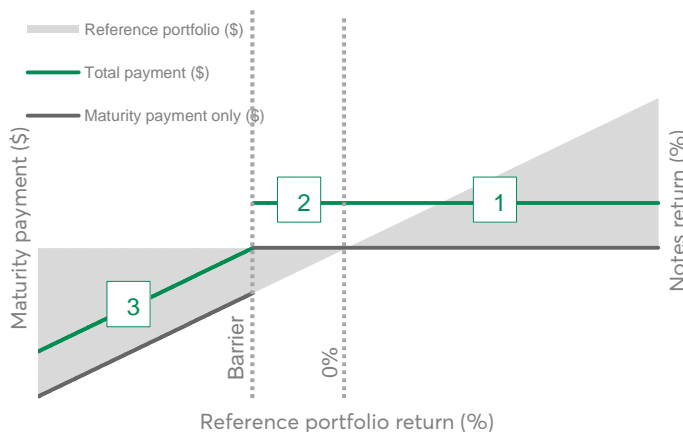 Reference portfolio ($)
Total payment ($)
Maturity payment only ($)
Maturity payment ($)
Notes return (%)
2
1
3
Barrier
0%
Reference portfolio return (%)